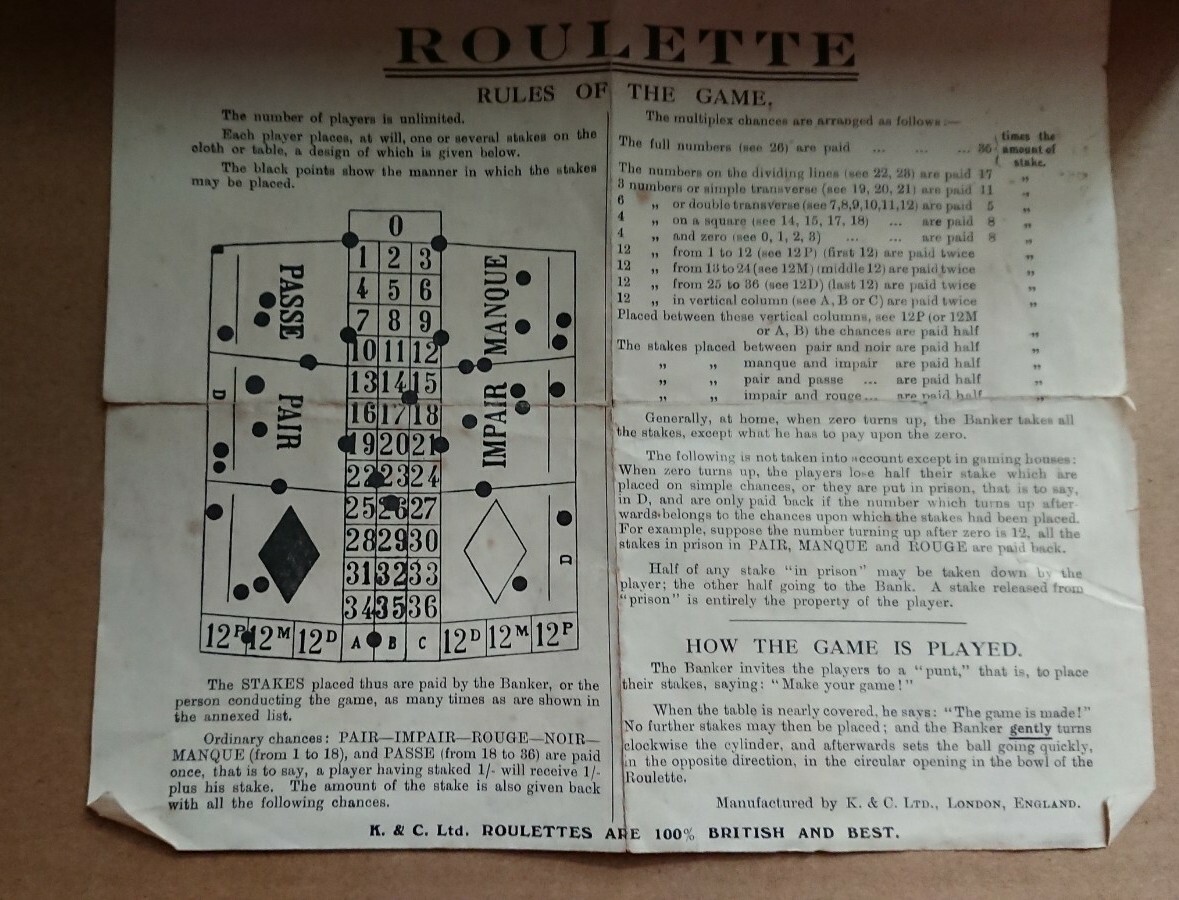 ROULETTE
RULES OF THE GAME,
The number of players is unlimited.
Each player places, at will, one or several stakes on the
cloth or table, a design of which is given below.
The black points show the manner in which the stakes
may be placed.
0
1 2 3
4 5 6
7 8 9
10 11 12
13 14 15
16 17 18
19 20 21
22 23 24
25 26 27
28 29 30
31 32 33
34 35 36
PASSE
MANQUE
PAIR
IMPAIR
D
D
12P 12M 12D A B C 12D 12M 12P
The STAKES placed thus are paid by the Banker, or the
person conducting the game, as many times as are shown in
the annexed list.
Ordinary chances: PAIR—IMPAIR—ROUGE—NOIR—
MANQUE (from 1 to 18), and PASSE (from 18 to 36) are paid
once, that is to say, a player having staked 1/- will receive 1/-
plus his stake. The amount of the stake is also given back
with all the following chances.
The multiplex chances are arranged as follows:—
times the
amount of
stake.
The full numbers (see 26) are paid ... ... ... 36
The numbers on the dividing lines (see 22, 23) are paid 17 „
3 numbers or simple transverse (see 19, 20, 21) are paid 11 „
6 „ or double transverse (see 7,8,9,10,11,12) are paid 5 „
4 „ on a square (see 14, 15, 17, 18) ... are paid 8 „
4 „ and zero (see 0, 1, 2, 3) ... ... are paid 8 „
12 „ from 1 to 12 (see 12P) (first 12) are paid twice „
12 „ from 13 to 24 (see 12M) (middle 12) are paid twice „
12 „ from 25 to 36 (see 12D) (last 12) are paid twice „
12 „ in vertical column (see A, B or C) are paid twice „
Placed between these vertical columns, see 12P (or 12M
or A, B) the chances are paid half „
The stakes placed between pair and noir are paid half „
„ „ manque and impair are paid half „
„ „ pair and passe ... are paid half „
„ „ impair and rouge... are paid half „
Generally, at home, when zero turns up, the Banker takes all
the stakes, except what he has to pay upon the zero.
The following is not taken into account except in gaming houses:
When zero turns up, the players lose half their stake which are
placed on simple chances, or they are put in prison, that is to say,
in D, and are only paid back if the number which turns up after-
wards belongs to the chances upon which the stakes had been placed.
For example, suppose the number turning up after zero is 12, all the
stakes in prison in PAIR, MANQUE and ROUGE are paid back.
Half of any stake "in prison" may be taken down by the
player; the other half going to the Bank. A stake released from
"prison" is entirely the property of the player.
HOW THE GAME IS PLAYED.
The Banker invites the players to a "punt," that is, to place
their stakes, saying: "Make your game!"
When the table is nearly covered, he says: "The game is made!"
No further stakes may then be placed; and the Banker gently turns
clockwise the cylinder, and afterwards sets the ball going quickly,
in the opposite direction, in the circular opening in the bowl of the
Roulette.
Manufactured by K. & C. LTD., LONDON, ENGLAND.
K. & C. Ltd. ROULETTES ARE 100% BRITISH AND BEST.